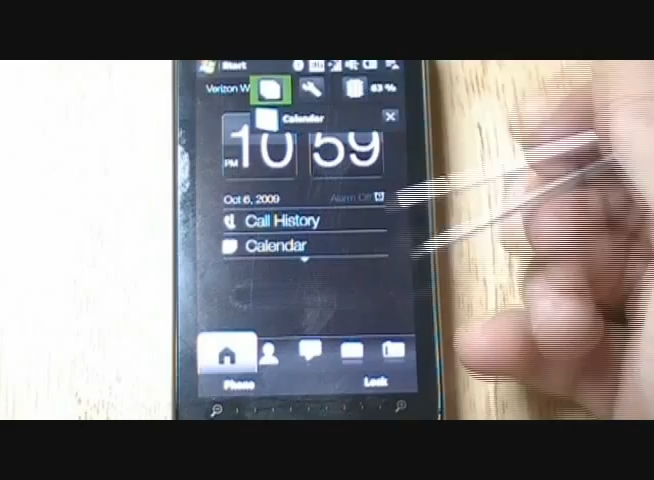 Start
Verizon W
63 %
Calendar
PM 10 59
Oct 6, 2009 Alarm Off
Call History
Calendar
Phone Lock